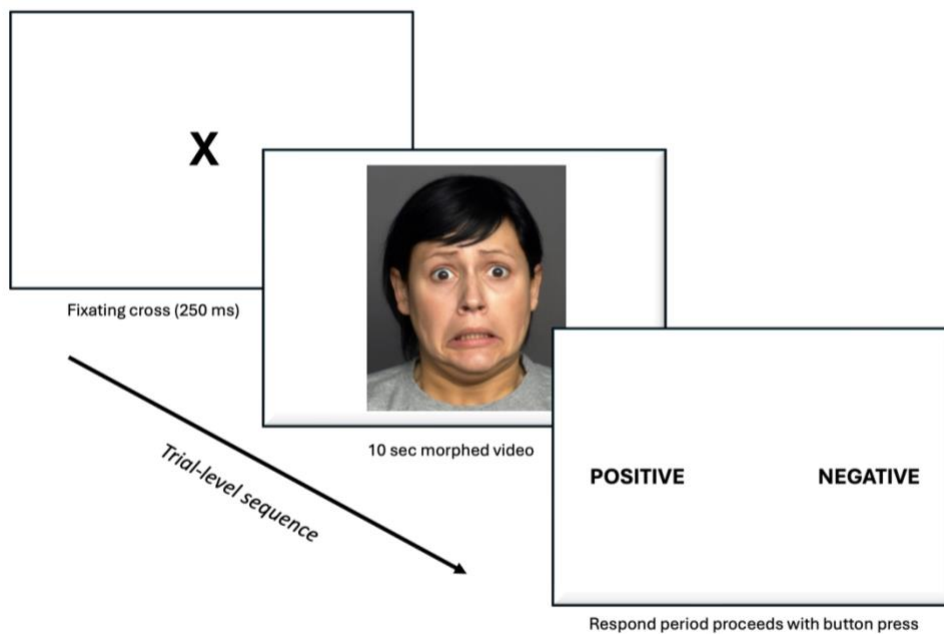 X
Fixating cross (250 ms)
10 sec morphed video
Trial-level sequence
POSITIVE NEGATIVE
Respond period proceeds with button press